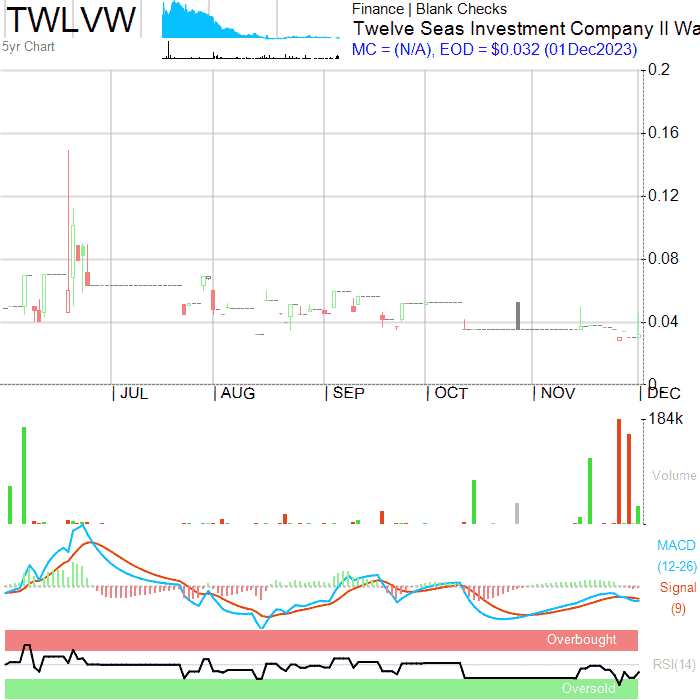 TWLVW
5yr Chart
Finance | Blank Checks
Twelve Seas Investment Company II Wa
MC = (N/A), EOD = $0.032 (01Dec2023)
0.2
0.16
0.12
0.08
0.04
0
JUL AUG SEP OCT NOV DEC
184k
Volume
MACD
(12-26)
Signal
(9)
Overbought
RSI(14)
Oversold